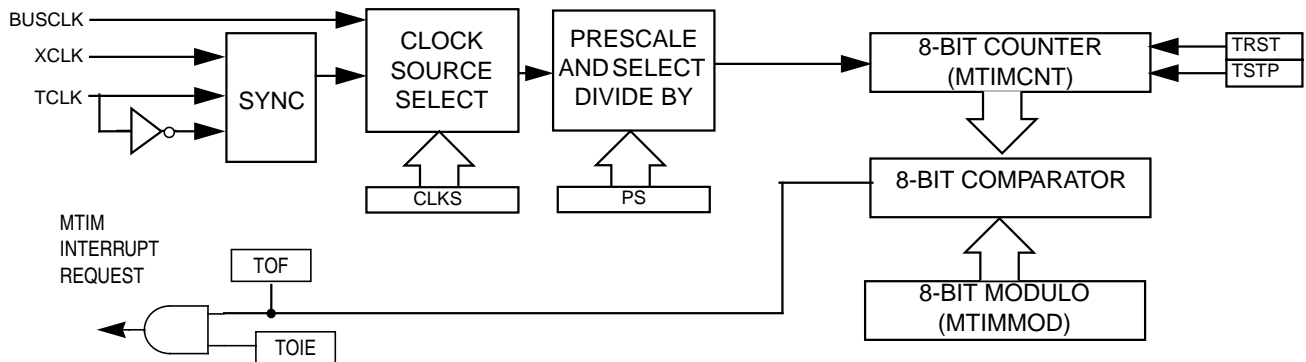 BUSCLK
XCLK
TCLK
SYNC
CLOCK
SOURCE
SELECT
CLKS
PRESCALE
AND SELECT
DIVIDE BY
PS
8-BIT COUNTER
(MTIMCNT)
TRST
TSTP
8-BIT COMPARATOR
8-BIT MODULO
(MTIMMOD)
MTIM
INTERRUPT
REQUEST
TOF
TOIE